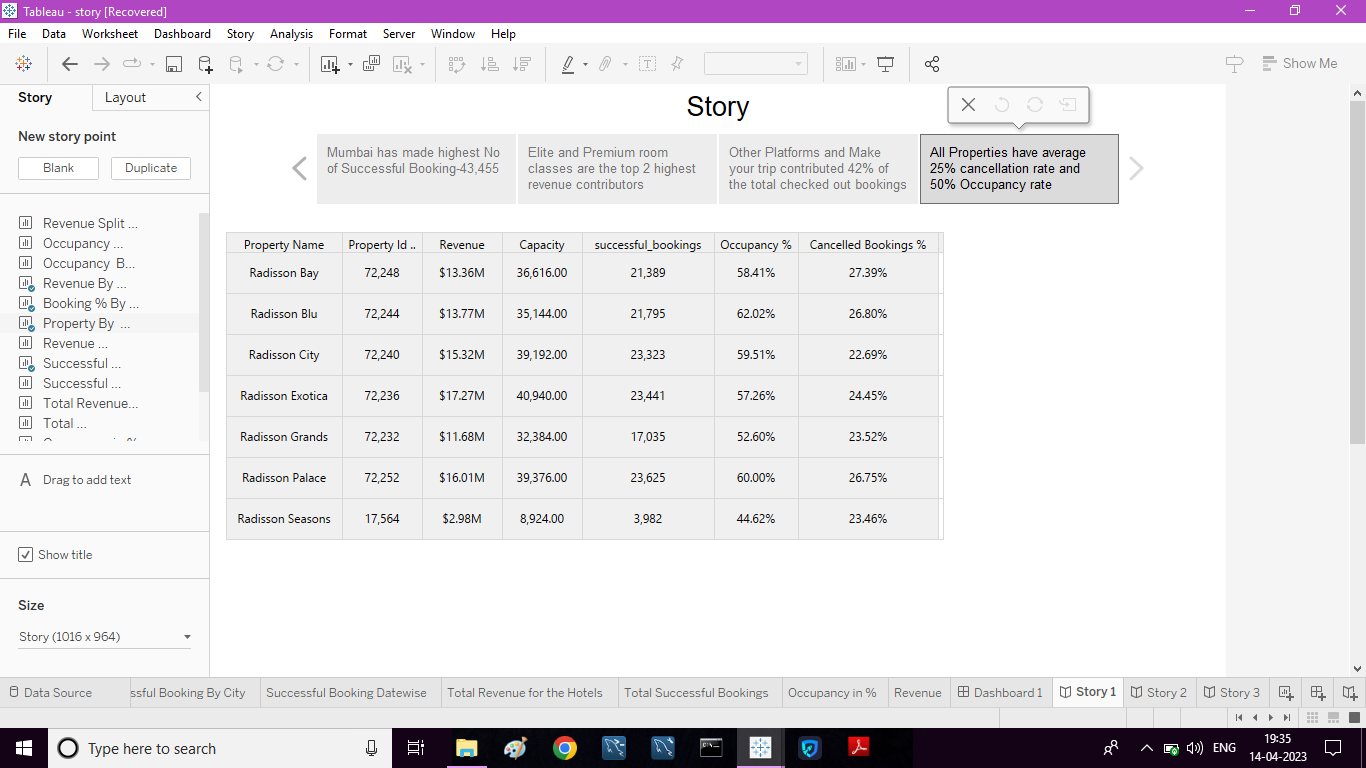 Tableau - story [Recovered]
File Data Worksheet Dashboard Story Analysis Format Server Window Help
Show Me
Story Layout
New story point
Blank Duplicate
Revenue Split ...
Occupancy ...
Occupancy B...
Revenue By ...
Booking % By ...
Property By ...
Revenue ...
Successful ...
Successful ...
Total Revenue...
Total ...
A Drag to add text
Show title
Size
Story (1016 x 964)
Story
Mumbai has made highest No
of Successful Booking-43,455
Elite and Premium room
classes are the top 2 highest
revenue contributors
Other Platforms and Make
your trip contributed 42% of
the total checked out bookings
All Properties have average
25% cancellation rate and
50% Occupancy rate
Property Name Property Id .. Revenue Capacity successful_bookings Occupancy % Cancelled Bookings %
Radisson Bay 72,248 $13.36M 36,616.00 21,389 58.41% 27.39%
Radisson Blu 72,244 $13.77M 35,144.00 21,795 62.02% 26.80%
Radisson City 72,240 $15.32M 39,192.00 23,323 59.51% 22.69%
Radisson Exotica 72,236 $17.27M 40,940.00 23,441 57.26% 24.45%
Radisson Grands 72,232 $11.68M 32,384.00 17,035 52.60% 23.52%
Radisson Palace 72,252 $16.01M 39,376.00 23,625 60.00% 26.75%
Radisson Seasons 17,564 $2.98M 8,924.00 3,982 44.62% 23.46%
Data Source ssful Booking By City Successful Booking Datewise Total Revenue for the Hotels Total Successful Bookings Occupancy in % Revenue Dashboard 1 Story 1 Story 2 Story 3
Type here to search
ENG
19:35
14-04-2023